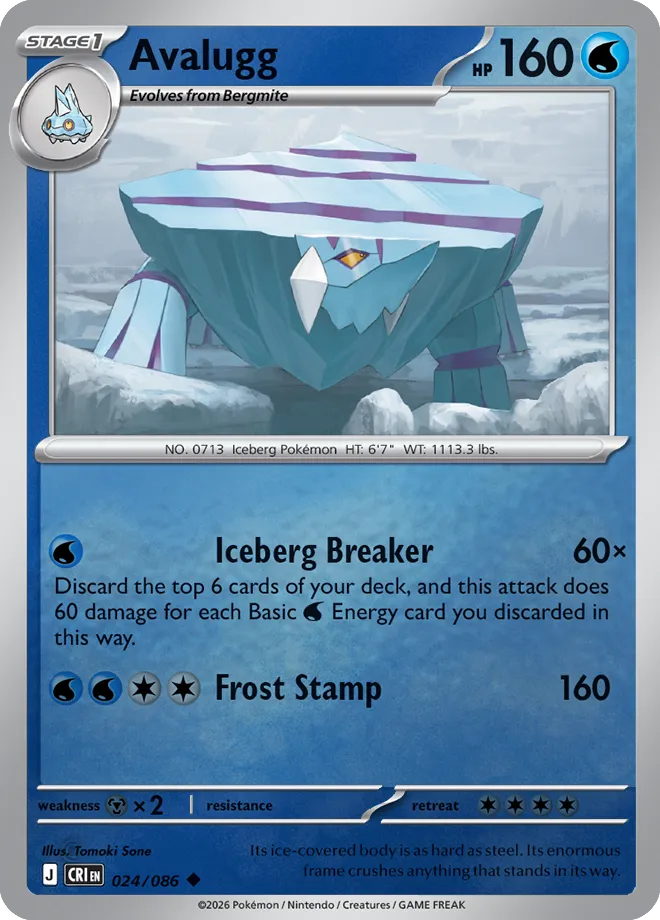 STAGE 1
Avalugg
HP 160
Evolves from Bergmite
NO. 0713 Iceberg Pokémon HT: 6'7" WT: 1113.3 lbs.
Iceberg Breaker 60×
Discard the top 6 cards of your deck, and this attack does
60 damage for each Basic Energy card you discarded in
this way.
Frost Stamp 160
weakness ×2 resistance retreat
Illus. Tomoki Sone
Its ice-covered body is as hard as steel. Its enormous
frame crushes anything that stands in its way.
J CRI EN 024/086
©2026 Pokémon / Nintendo / Creatures / GAME FREAK